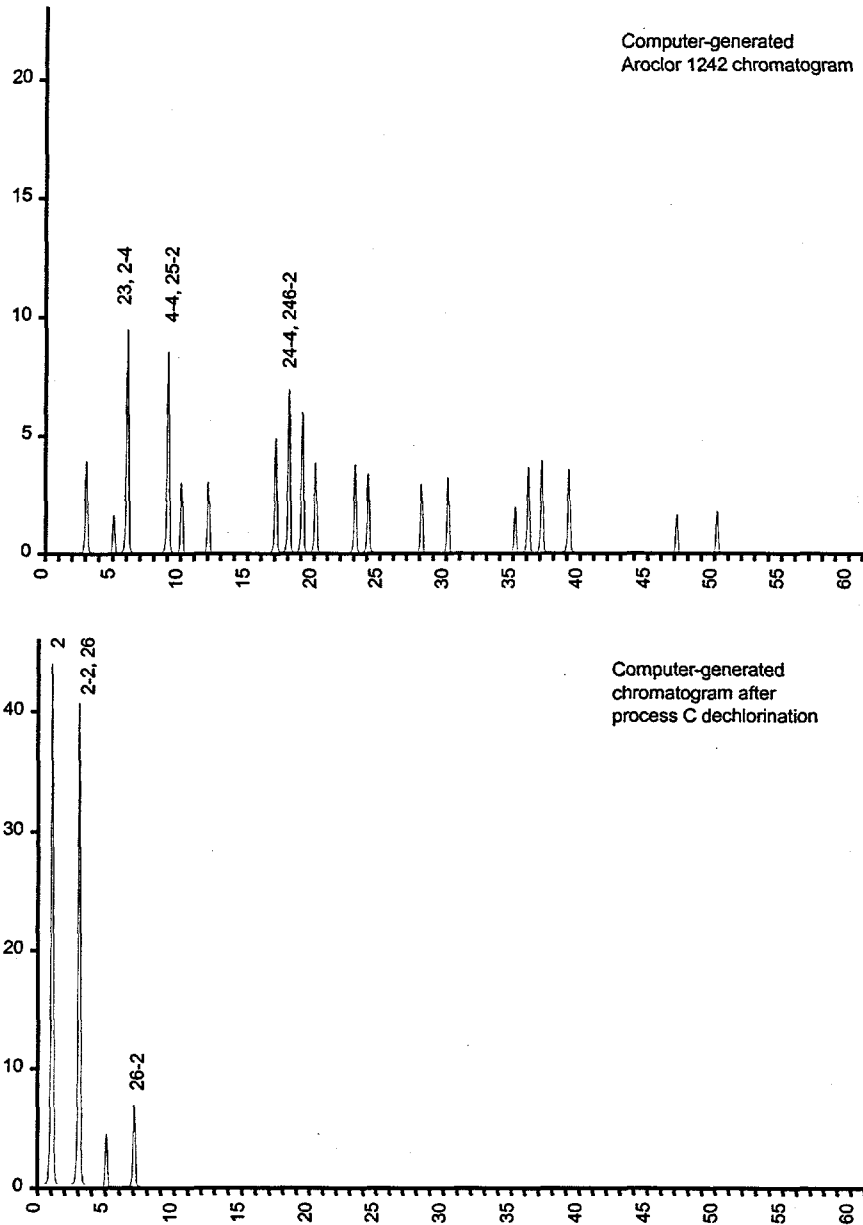 Computer-generated
Aroclor 1242 chromatogram
20
15
10
5
0
23, 2-4
4-4, 25-2
24-4, 246-2
0 5 10 15 20 25 30 35 40 45 50 55 60
Computer-generated
chromatogram after
process C dechlorination
40
30
20
10
0
2
2-2, 26
26-2
0 5 10 15 20 25 30 35 40 45 50 55 60